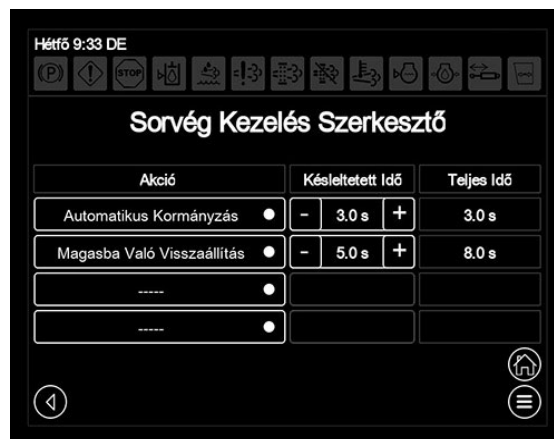 Hétfő 9:33 DE
(P) STOP
Sorvég Kezelés Szerkesztő
Akció Késleltetett Idő Teljes Idő
Automatikus Kormányzás - 3.0 s + 3.0 s
Magasba Való Visszaállítás - 5.0 s + 8.0 s
-----
-----